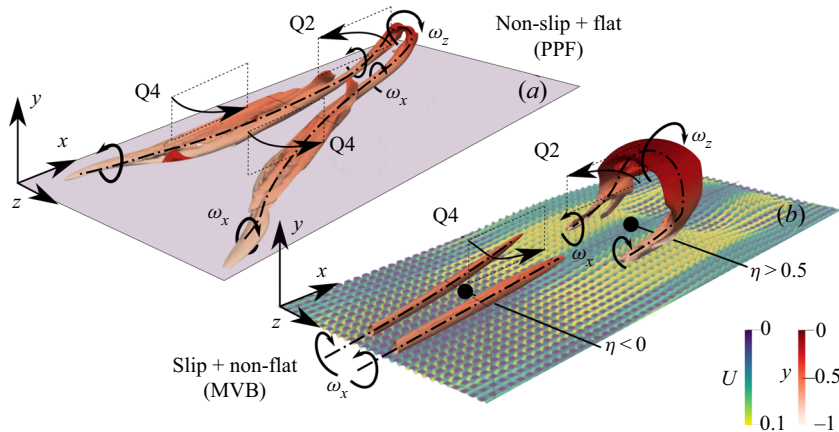 Q2
ω_z
Non-slip + flat
(PPF)
Q4
ω_x
(a)
y
x
z
Q4
ω_x
Q2
ω_z
y
Q4
(b)
x
z
ω_x
η > 0.5
Slip + non-flat
(MVB)
ω_x
η < 0
0
0
U
y
–0.5
0.1
–1